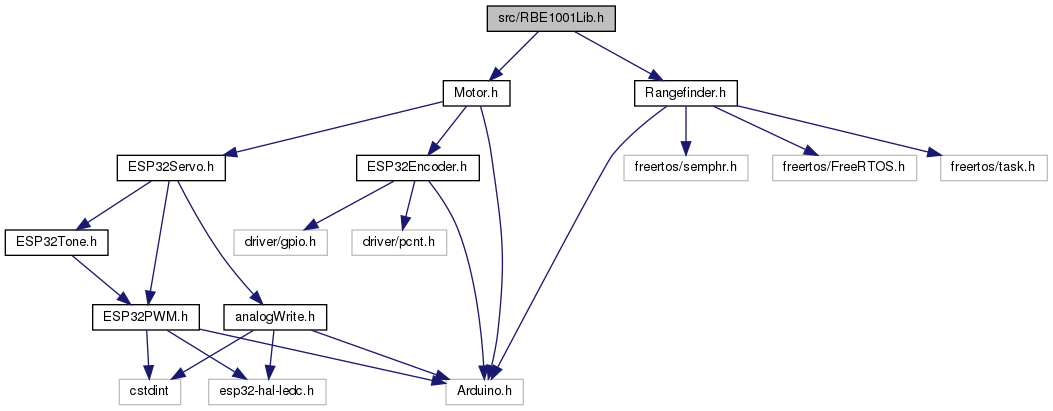 src/RBE1001Lib.h
Motor.h
Rangefinder.h
ESP32Servo.h
ESP32Encoder.h
freertos/semphr.h
freertos/FreeRTOS.h
freertos/task.h
ESP32Tone.h
driver/gpio.h
driver/pcnt.h
ESP32PWM.h
analogWrite.h
cstdint
esp32-hal-ledc.h
Arduino.h